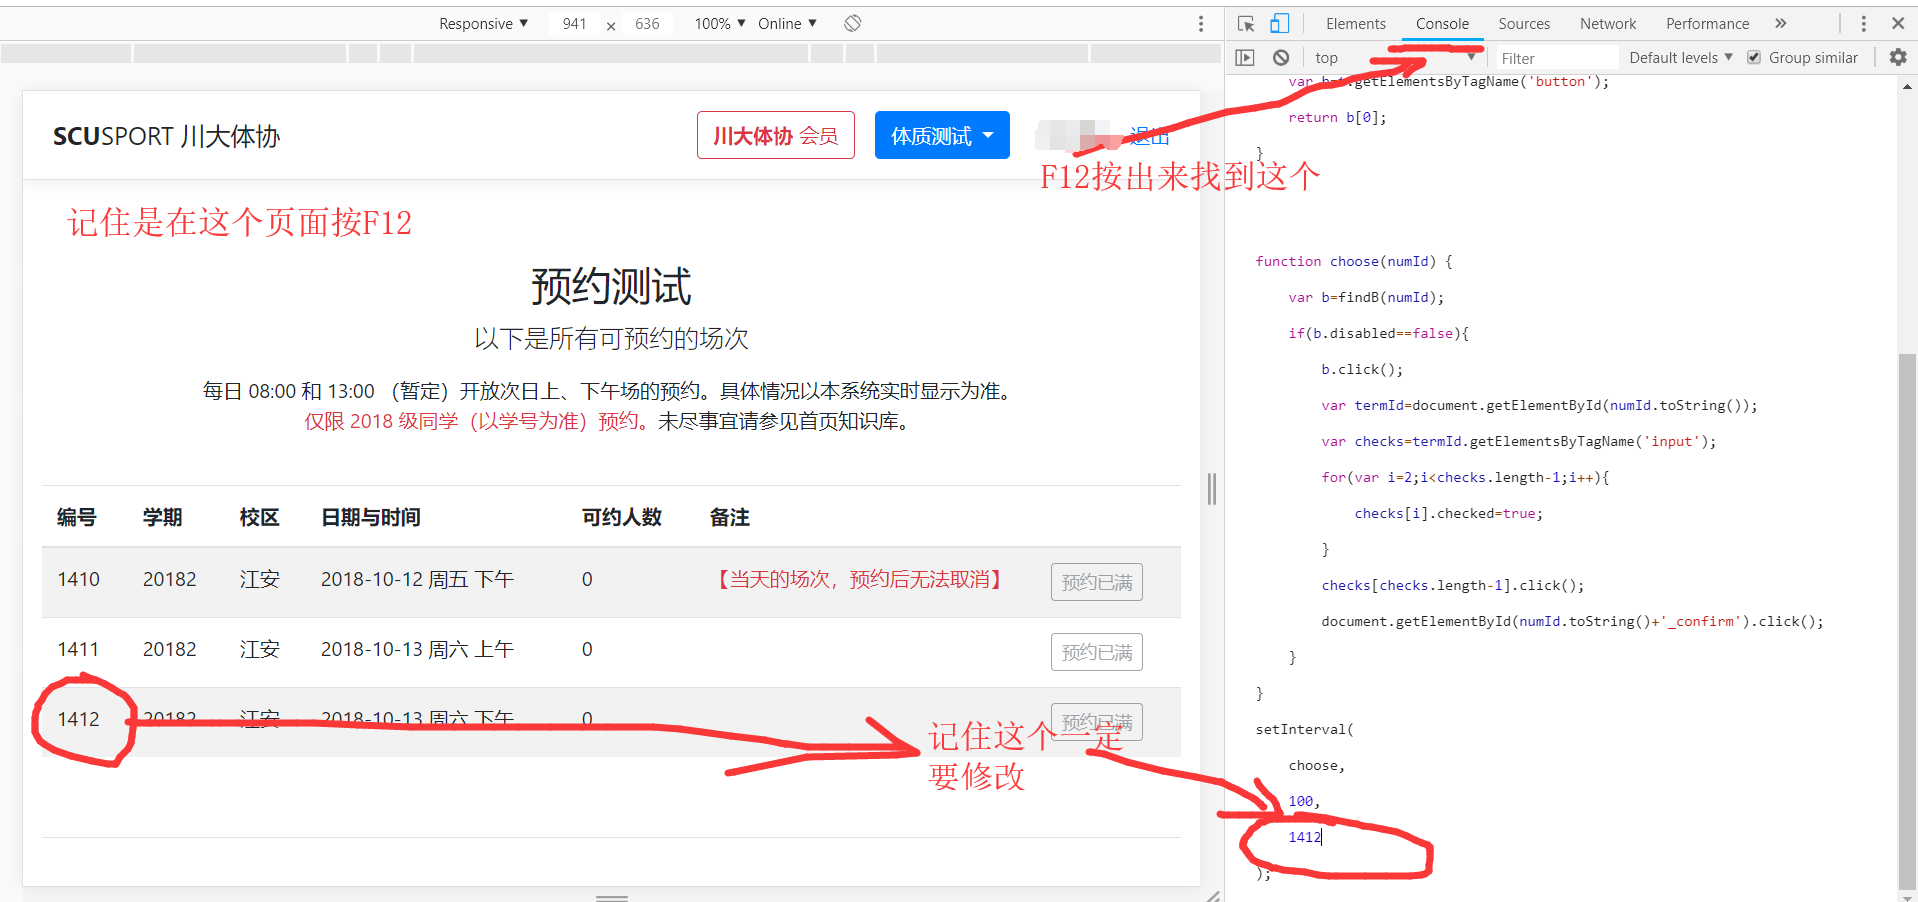 Responsive ▼ 941 × 636 100% ▼ Online ▼
Elements Console Sources Network Performance »
top ▼ Filter Default levels ▼ Group similar
SCUSPORT 川大体协
川大体协 会员
体质测试
退出
F12按出来找到这个
记住是在这个页面按F12
预约测试
以下是所有可预约的场次
每日 08:00 和 13:00 （暂定）开放次日上、下午场的预约。具体情况以本系统实时显示为准。
仅限 2018 级同学（以学号为准）预约。未尽事宜请参见首页知识库。
编号 学期 校区 日期与时间 可约人数 备注
1410 20182 江安 2018-10-12 周五 下午 0 【当天的场次，预约后无法取消】 预约已满
1411 20182 江安 2018-10-13 周六 上午 0 预约已满
1412 20182 江安 2018-10-13 周六 下午 0 预约已满
记住这个一定
要修改
var b=t.getElementsByTagName('button');
return b[0];
}
function choose(numId) {
var b=findB(numId);
if(b.disabled==false){
b.click();
var termId=document.getElementById(numId.toString());
var checks=termId.getElementsByTagName('input');
for(var i=2;i<checks.length-1;i++){
checks[i].checked=true;
}
checks[checks.length-1].click();
document.getElementById(numId.toString()+'_confirm').click();
}
}
setInterval(
choose,
100,
1412
);